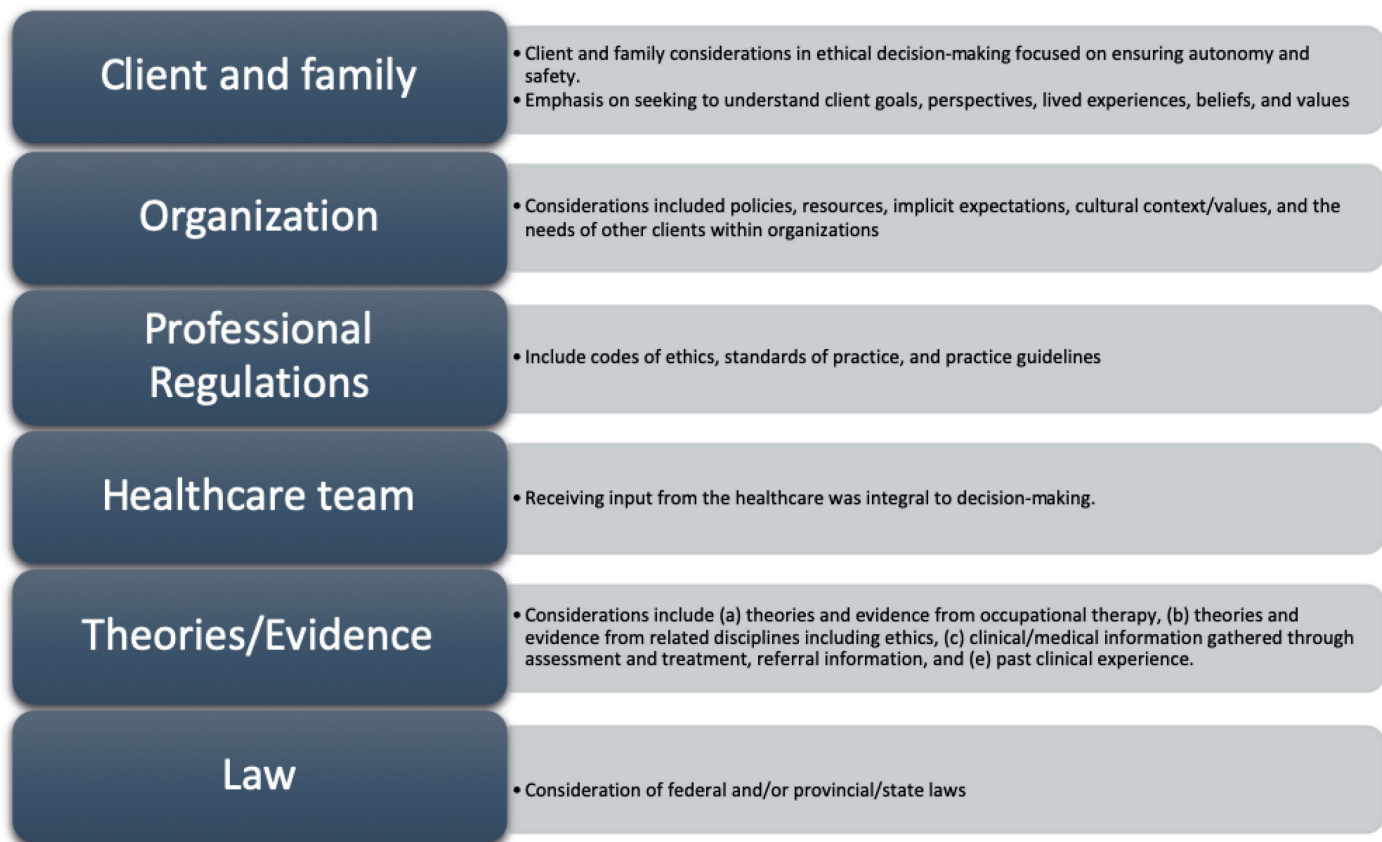 Client and family
• Client and family considerations in ethical decision-making focused on ensuring autonomy and
safety.
• Emphasis on seeking to understand client goals, perspectives, lived experiences, beliefs, and values
Organization
• Considerations included policies, resources, implicit expectations, cultural context/values, and the
needs of other clients within organizations
Professional
Regulations
• Include codes of ethics, standards of practice, and practice guidelines
Healthcare team
• Receiving input from the healthcare was integral to decision-making.
Theories/Evidence
• Considerations include (a) theories and evidence from occupational therapy, (b) theories and
evidence from related disciplines including ethics, (c) clinical/medical information gathered through
assessment and treatment, referral information, and (e) past clinical experience.
Law
• Consideration of federal and/or provincial/state laws